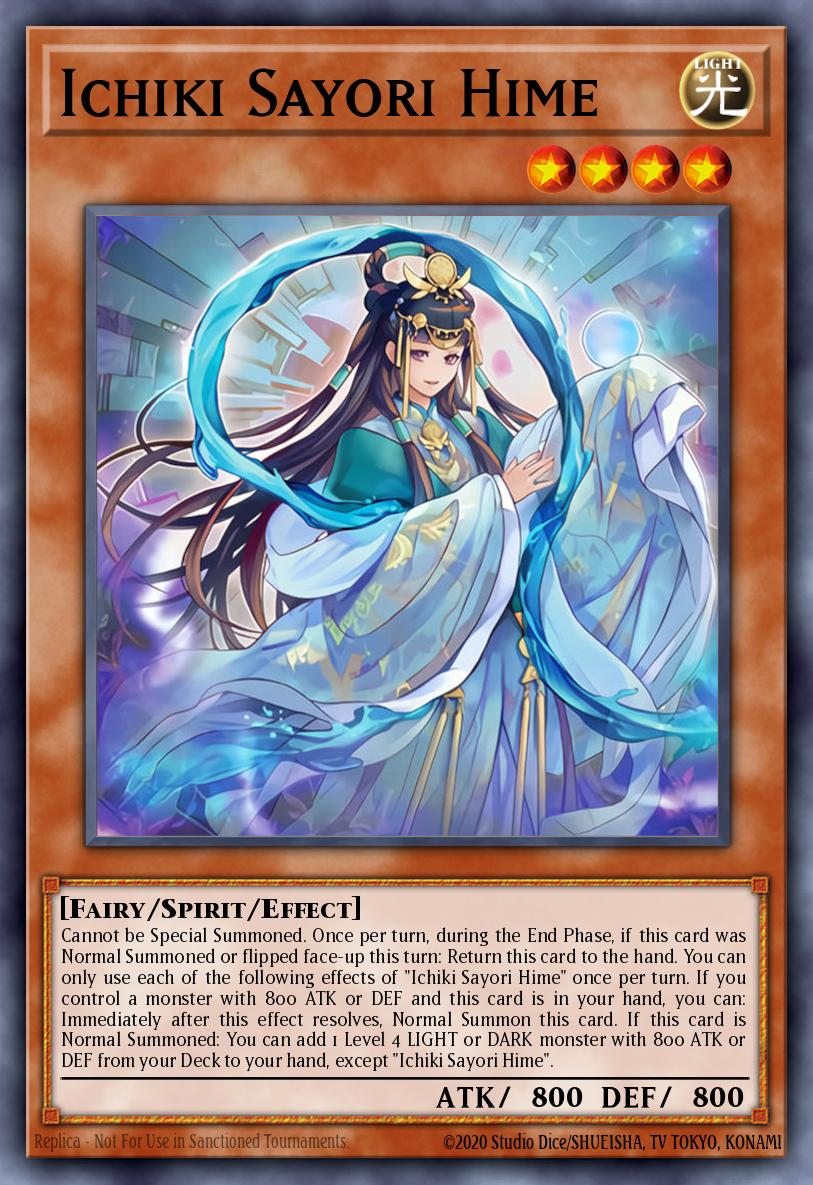 Ichiki Sayori Hime
LIGHT
光
[Fairy/Spirit/Effect]
Cannot be Special Summoned. Once per turn, during the End Phase, if this card was
Normal Summoned or flipped face-up this turn: Return this card to the hand. You can
only use each of the following effects of "Ichiki Sayori Hime" once per turn. If you
control a monster with 800 ATK or DEF and this card is in your hand, you can:
Immediately after this effect resolves, Normal Summon this card. If this card is
Normal Summoned: You can add 1 Level 4 LIGHT or DARK monster with 800 ATK or
DEF from your Deck to your hand, except "Ichiki Sayori Hime".
ATK/ 800 DEF/ 800
Replica - Not For Use in Sanctioned Tournaments.
©2020 Studio Dice/SHUEISHA, TV TOKYO, KONAMI